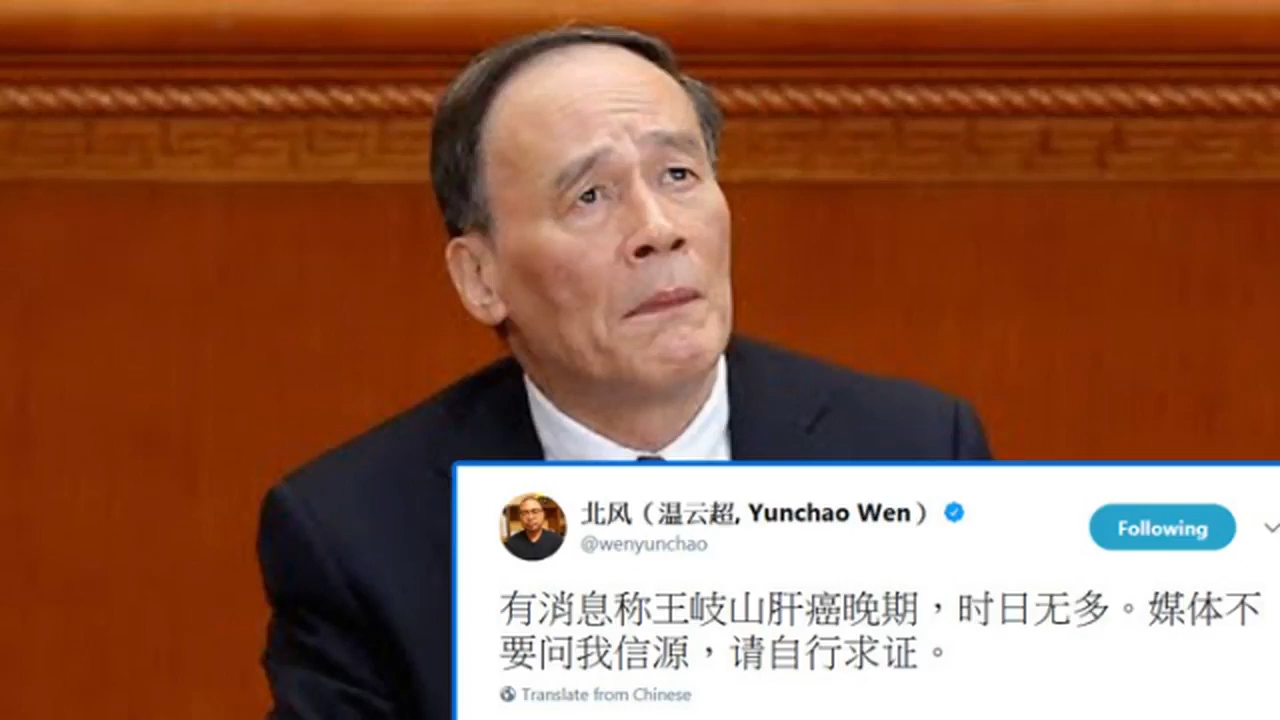 北风（温云超, Yunchao Wen）
@wenyunchao
Following
有消息称王岐山肝癌晚期，时日无多。媒体不
要问我信源，请自行求证。
Translate from Chinese